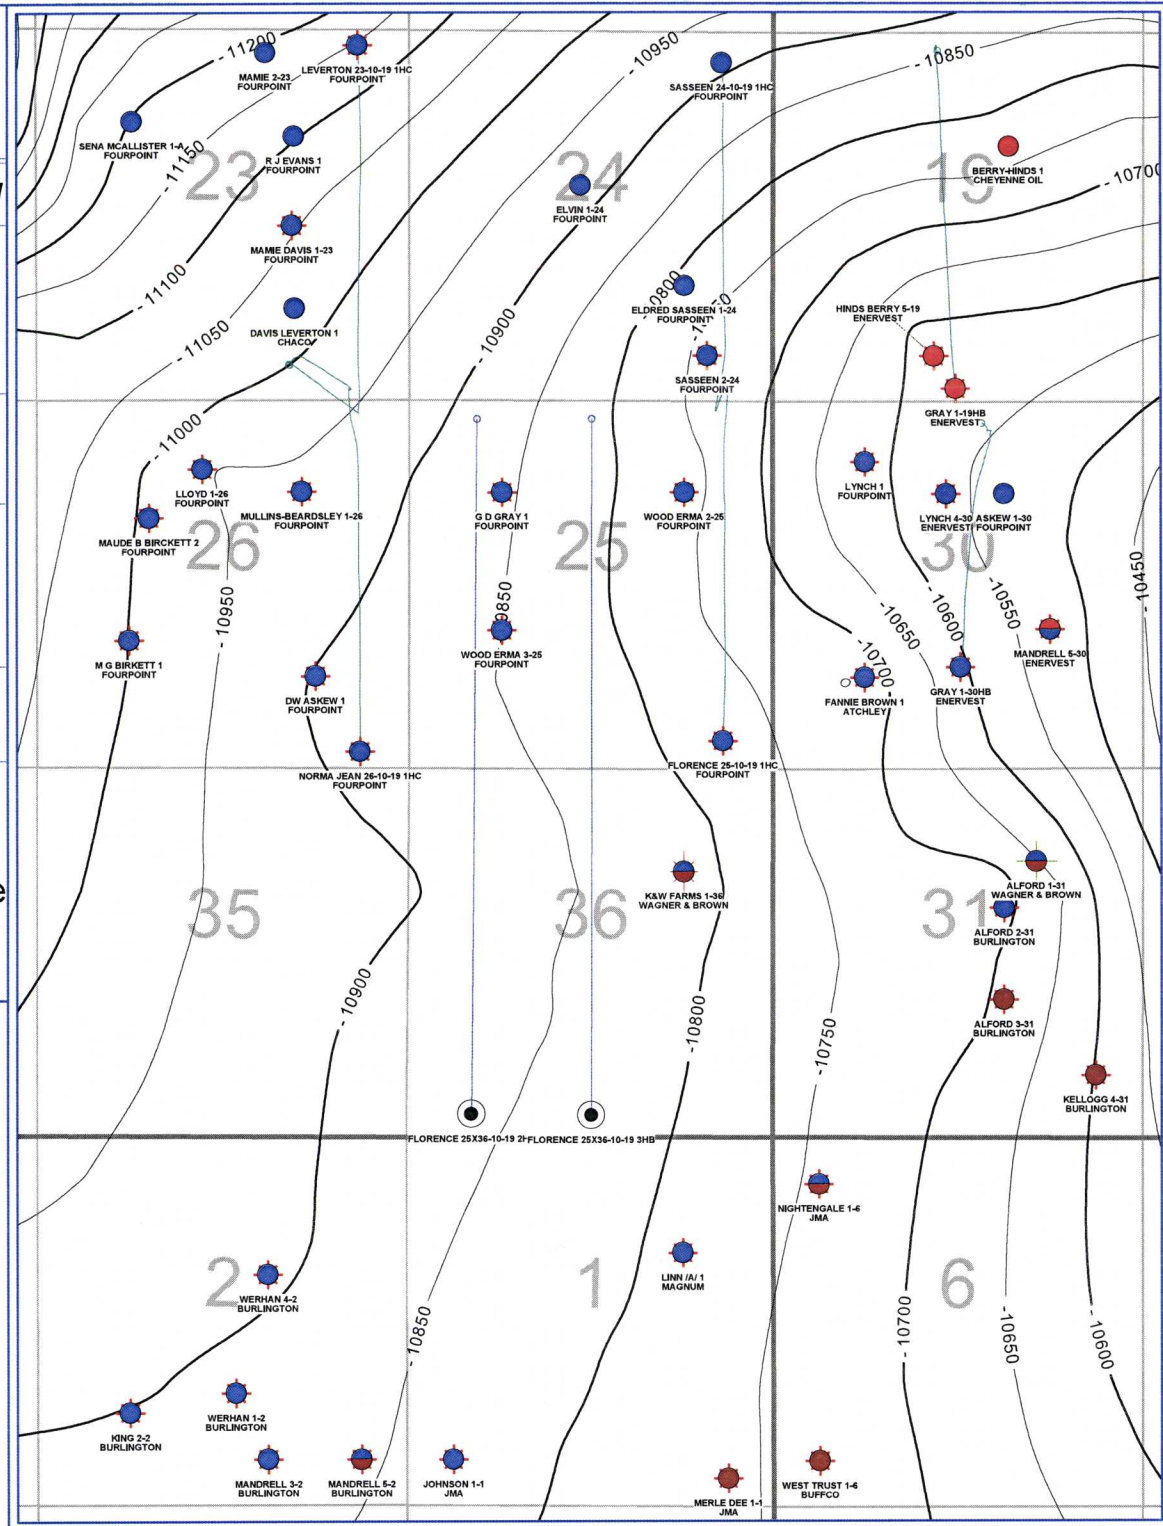 - 11200
- 10950
- 10850
MAMIE 2-23
FOURPOINT
LEVERTON 23-10-19 1HC
FOURPOINT
SASSEEN 24-10-19 1HC
FOURPOINT
SENA MCALLISTER 1-A
FOURPOINT
- 11150
23
R J EVANS 1
FOURPOINT
24
19
BERRY-HINDS 1
CHEYENNE OIL
- 10700
ELVIN 1-24
FOURPOINT
MAMIE DAVIS 1-23
FOURPOINT
- 11100
- 10800
ELDRED SASSEEN 1-24
FOURPOINT
HINDS BERRY 5-19
ENERVEST
- 11050
DAVIS LEVERTON 1
CHACO
- 10900
SASSEEN 2-24
FOURPOINT
GRAY 1-19HB
ENERVEST
- 11000
LLOYD 1-26
FOURPOINT
MULLINS-BEARDSLEY 1-26
FOURPOINT
G D GRAY 1
FOURPOINT
WOOD ERMA 2-25
FOURPOINT
LYNCH 1
FOURPOINT
LYNCH 4-30
ENERVEST
ASKEW 1-30
FOURPOINT
MAUDE B BIRCKETT 2
FOURPOINT
26
25
30
- 10450
- 10950
0850
- 10650
- 10600
- 10550
M G BIRKETT 1
FOURPOINT
WOOD ERMA 3-25
FOURPOINT
MANDRELL 5-30
ENERVEST
- 10700
DW ASKEW 1
FOURPOINT
FANNIE BROWN 1
ATCHLEY
GRAY 1-30HB
ENERVEST
NORMA JEAN 26-10-19 1HC
FOURPOINT
FLORENCE 25-10-19 1HC
FOURPOINT
35
36
31
K&W FARMS 1-36
WAGNER & BROWN
ALFORD 1-31
WAGNER & BROWN
ALFORD 2-31
BURLINGTON
- 10900
- 10800
- 10750
ALFORD 3-31
BURLINGTON
KELLOGG 4-31
BURLINGTON
FLORENCE 25X36-10-19 2H
FLORENCE 25X36-10-19 3HB
NIGHTENGALE 1-6
JMA
2
1
6
WERHAN 4-2
BURLINGTON
LINN /A/ 1
MAGNUM
- 10850
- 10700
- 10650
- 10600
KING 2-2
BURLINGTON
WERHAN 1-2
BURLINGTON
MANDRELL 3-2
BURLINGTON
MANDRELL 5-2
BURLINGTON
JOHNSON 1-1
JMA
MERLE DEE 1-1
JMA
WEST TRUST 1-6
BUFFCO